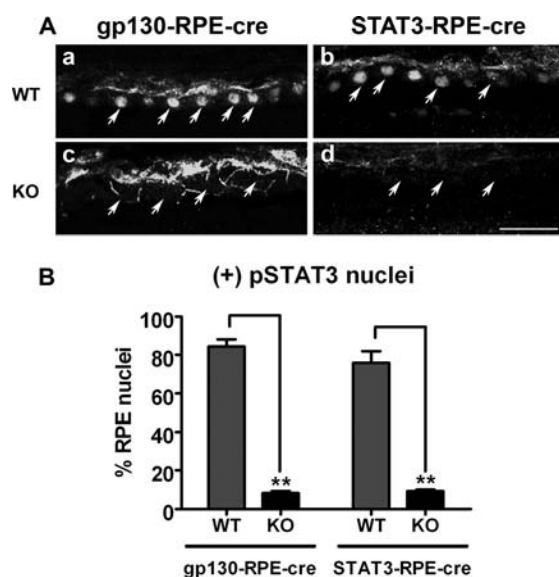 A
gp130-RPE-cre
STAT3-RPE-cre
WT
a
b
KO
c
d
B
(+) pSTAT3 nuclei
% RPE nuclei
80
60
40
20
0
**
**
WT
KO
WT
KO
gp130-RPE-cre
STAT3-RPE-cre